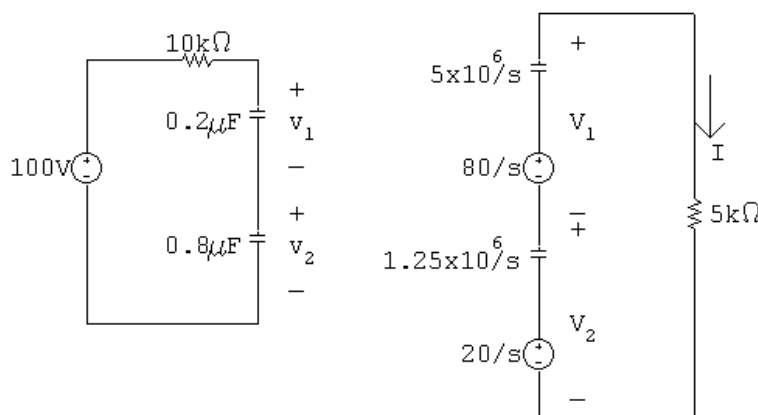 10kΩ
+
0.2μF
v₁
−
100V
+
0.8μF
v₂
−
+
5x10⁶/s
V₁
I
80/s
−
5kΩ
+
1.25x10⁶/s
V₂
20/s
−